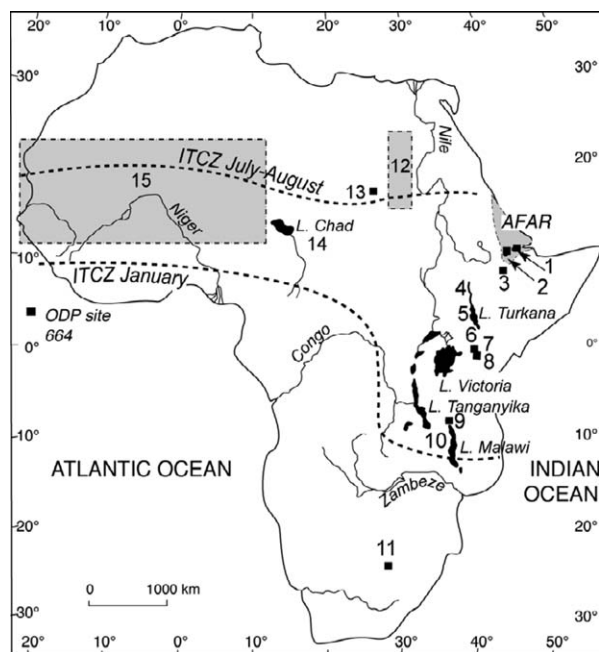 20° 10° 0° 10° 20° 30° 40° 50°
30° 30°
Nile
ITCZ July-August
12
20° 20°
13
15
AFAR
Niger
L. Chad
14
10° 10°
1
2
3
ITCZ January
4
5
L. Turkana
ODP site
664
6
7
8
0° 0°
Congo
L. Victoria
L. Tanganyika
9
10
L. Malawi
10° 10°
ATLANTIC OCEAN
INDIAN
OCEAN
Zambeze
20° 20°
11
0 1000 km
30° 30°
20° 10° 0° 10° 20° 30° 40° 50°